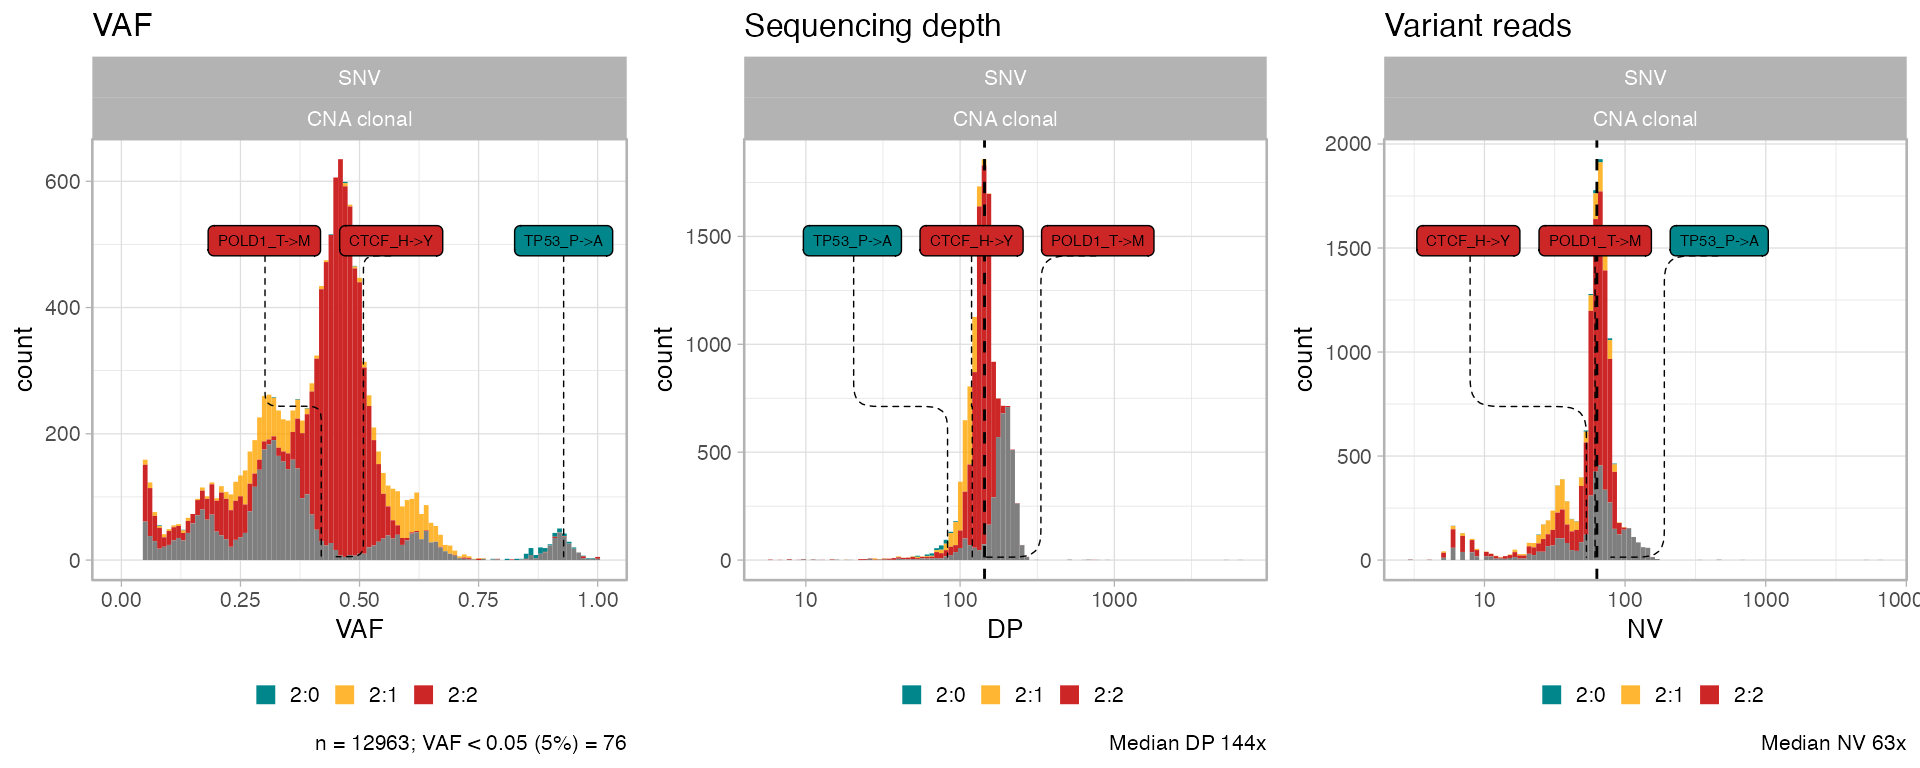 VAF
SNV
CNA clonal
600
400
200
0
count
POLD1_T->M
CTCF_H->Y
TP53_P->A
0.00 0.25 0.50 0.75 1.00
VAF
2:0 2:1 2:2
n = 12963; VAF < 0.05 (5%) = 76
Sequencing depth
SNV
CNA clonal
1500
1000
500
0
count
TP53_P->A
CTCF_H->Y
POLD1_T->M
10 100 1000
DP
2:0 2:1 2:2
Median DP 144x
Variant reads
SNV
CNA clonal
2000
1500
1000
500
0
count
CTCF_H->Y
POLD1_T->M
TP53_P->A
10 100 1000 1000
NV
2:0 2:1 2:2
Median NV 63x